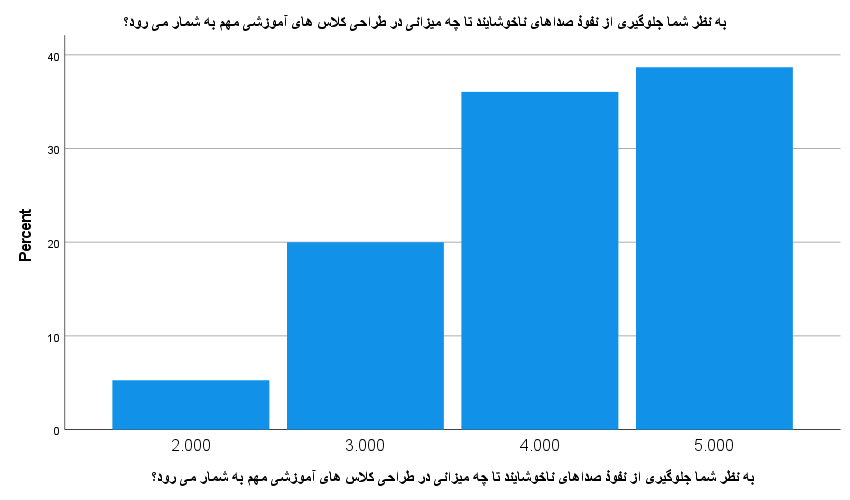 به نظر شما جلوگیری از نفوذ صداهای ناخوشایند تا چه میزانی در طراحی کلاس های آموزشی مهم به شمار می رود؟
40
30
20
10
0
Percent
2.000 3.000 4.000 5.000
به نظر شما جلوگیری از نفوذ صداهای ناخوشایند تا چه میزانی در طراحی کلاس های آموزشی مهم به شمار می رود؟